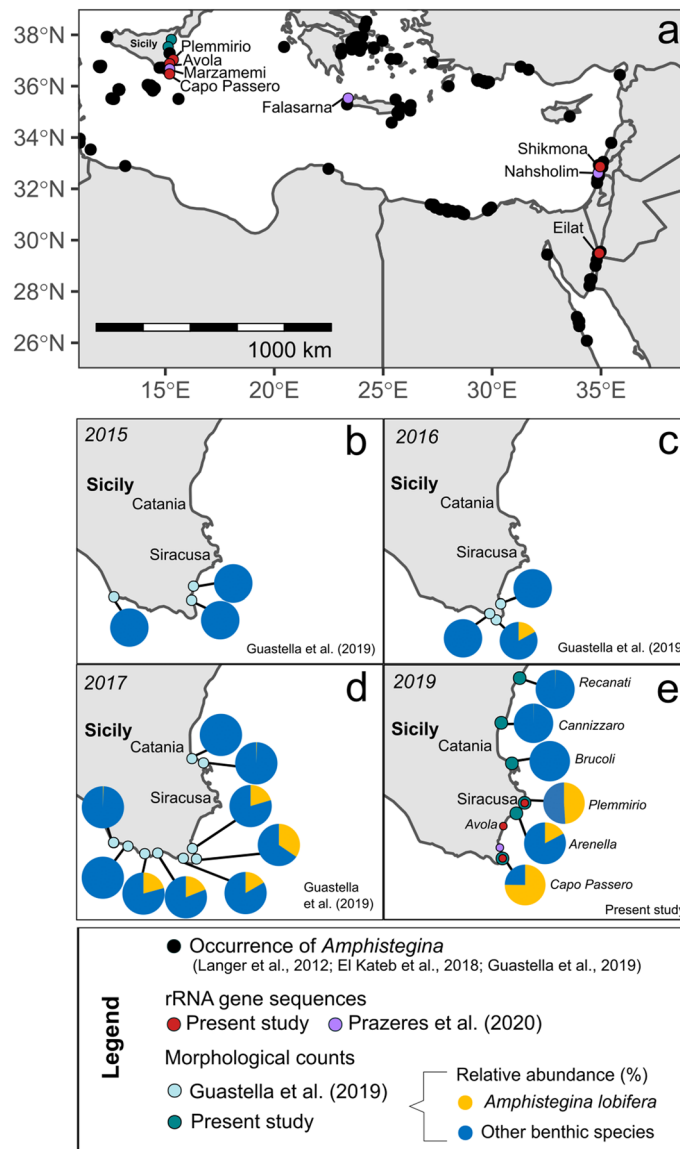 a
38°N
36°N
34°N
32°N
30°N
28°N
26°N
Sicily
Plemmirio
Avola
Marzamemi
Capo Passero
Falasarna
Shikmona
Nahsholim
Eilat
1000 km
15°E
20°E
25°E
30°E
35°E
2015
b
Sicily
Catania
Siracusa
Guastella et al. (2019)
2016
c
Sicily
Catania
Siracusa
Guastella et al. (2019
2017
d
Sicily
Catania
Siracusa
Guastella
et al. (2019)
2019
e
Sicily
Catania
Siracusa
Avola
Recanati
Cannizzaro
Brucoli
Plemmirio
Arenella
Capo Passero
Present study
Legend
Occurrence of Amphistegina
(Langer et al., 2012; El Kateb et al., 2018; Guastella et al., 2019)
rRNA gene sequences
Present study
Prazeres et al. (2020)
Morphological counts
Guastella et al. (2019)
Present study
Relative abundance (%)
Amphistegina lobifera
Other benthic species